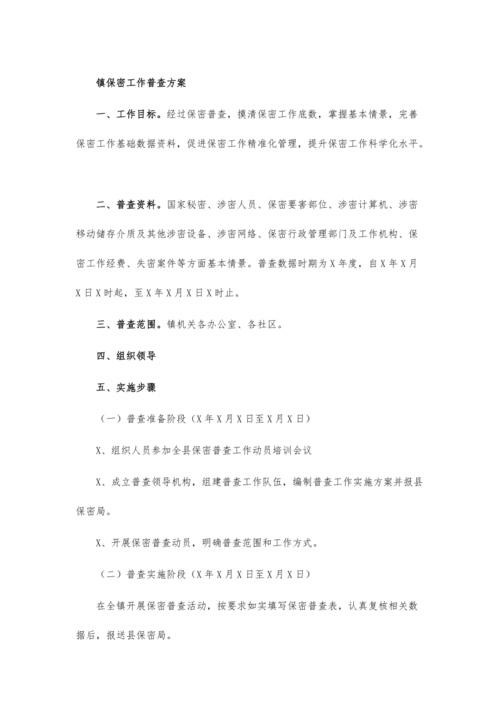 镇保密工作普查方案
一、工作目标。经过保密普查，摸清保密工作底数，掌握基本情景，完善
保密工作基础数据资料，促进保密工作精准化管理，提升保密工作科学化水平。
二、普查资料。国家秘密、涉密人员、保密要害部位、涉密计算机、涉密
移动储存介质及其他涉密设备、涉密网络、保密行政管理部门及工作机构、保
密工作经费、失密案件等方面基本情景。普查数据时期为X年度，自X年X月
X日X时起，至X年X月X日X时止。
三、普查范围。镇机关各办公室、各社区。
四、组织领导
五、实施步骤
（一）普查准备阶段（X年X月X日至X月X日）
X、组织人员参加全县保密普查工作动员培训会议
X、成立普查领导机构，组建普查工作队伍，编制普查工作实施方案并报县
保密局。
X、开展保密普查动员，明确普查范围和工作方式。
（二）普查实施阶段（X年X月X日至X月X日）
在全镇开展保密普查活动，按要求如实填写保密普查表，认真复核相关数
据后，报送县保密局。